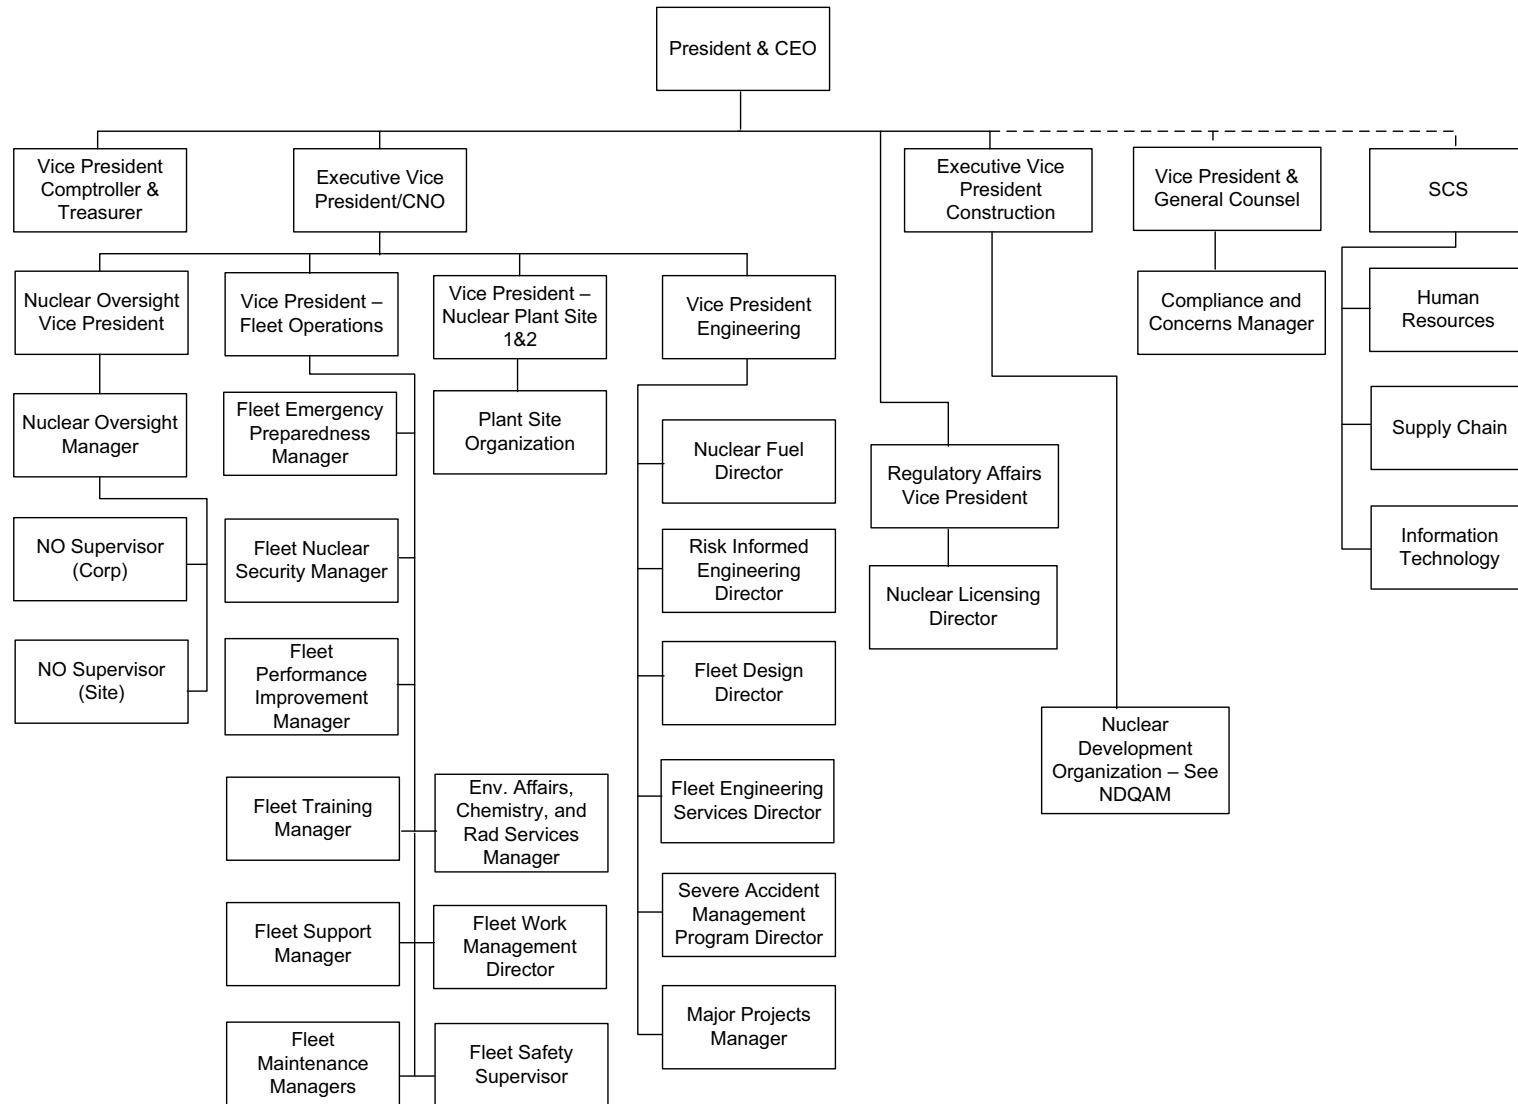 President & CEO
Vice President
Comptroller &
Treasurer
Executive Vice
President/CNO
Executive Vice
President
Construction
Vice President &
General Counsel
SCS
Nuclear Oversight
Vice President
Vice President –
Fleet Operations
Vice President –
Nuclear Plant Site
1&2
Vice President
Engineering
Compliance and
Concerns Manager
Human
Resources
Nuclear Oversight
Manager
Fleet Emergency
Preparedness
Manager
Plant Site
Organization
Nuclear Fuel
Director
Regulatory Affairs
Vice President
Supply Chain
NO Supervisor
(Corp)
Fleet Nuclear
Security Manager
Risk Informed
Engineering
Director
Nuclear Licensing
Director
Information
Technology
NO Supervisor
(Site)
Fleet
Performance
Improvement
Manager
Fleet Design
Director
Nuclear
Development
Organization – See
NDQAM
Fleet Training
Manager
Env. Affairs,
Chemistry, and
Rad Services
Manager
Fleet Engineering
Services Director
Fleet Support
Manager
Fleet Work
Management
Director
Severe Accident
Management
Program Director
Fleet
Maintenance
Managers
Fleet Safety
Supervisor
Major Projects
Manager